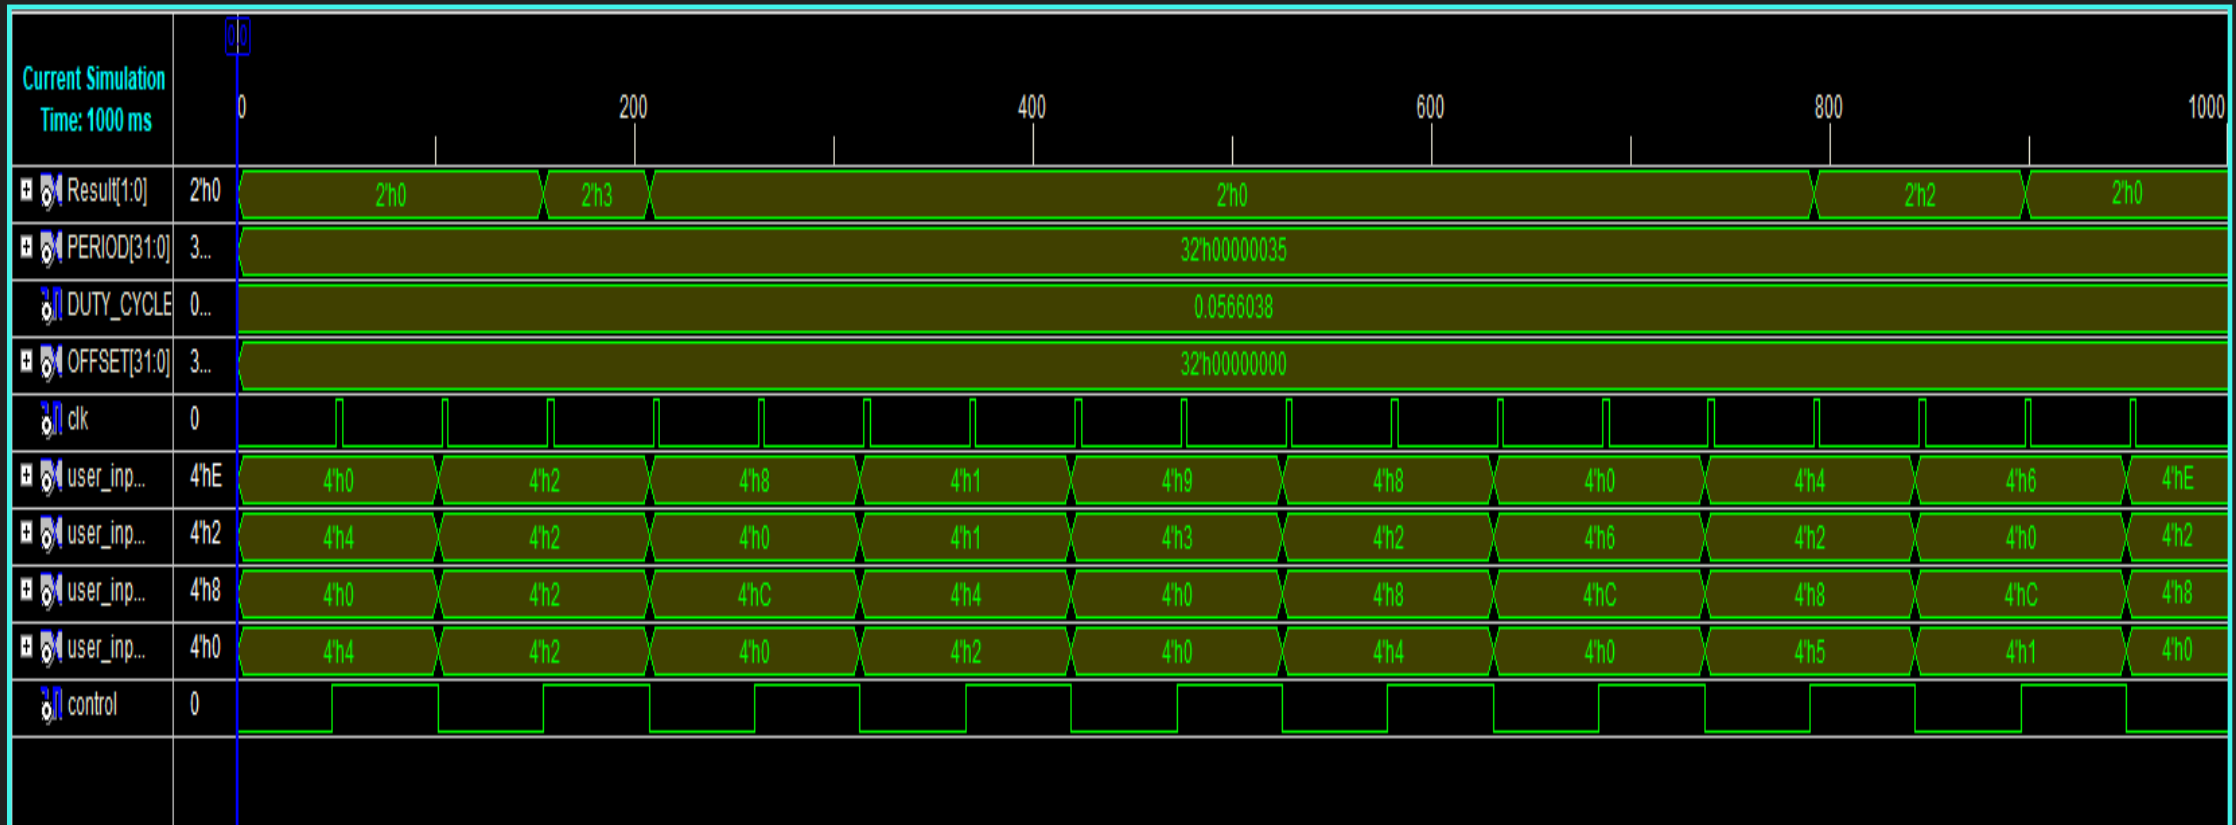 Current Simulation
Time: 1000 ms
0 200 400 600 800 1000
Result[1:0] 2'h0 2'h0 2'h3 2'h0 2'h2 2'h0
PERIOD[31:0] 3... 32'h00000035
DUTY_CYCLE 0... 0.0566038
OFFSET[31:0] 3... 32'h00000000
clk 0
user_inp... 4'hE 4'h0 4'h2 4'h8 4'h1 4'h9 4'h8 4'h0 4'h4 4'h6 4'hE
user_inp... 4'h2 4'h4 4'h2 4'h0 4'h1 4'h3 4'h2 4'h6 4'h2 4'h0 4'h2
user_inp... 4'h8 4'h0 4'h2 4'hC 4'h4 4'h0 4'h8 4'hC 4'h8 4'hC 4'h8
user_inp... 4'h0 4'h4 4'h2 4'h0 4'h2 4'h0 4'h4 4'h0 4'h5 4'h1 4'h0
control 0